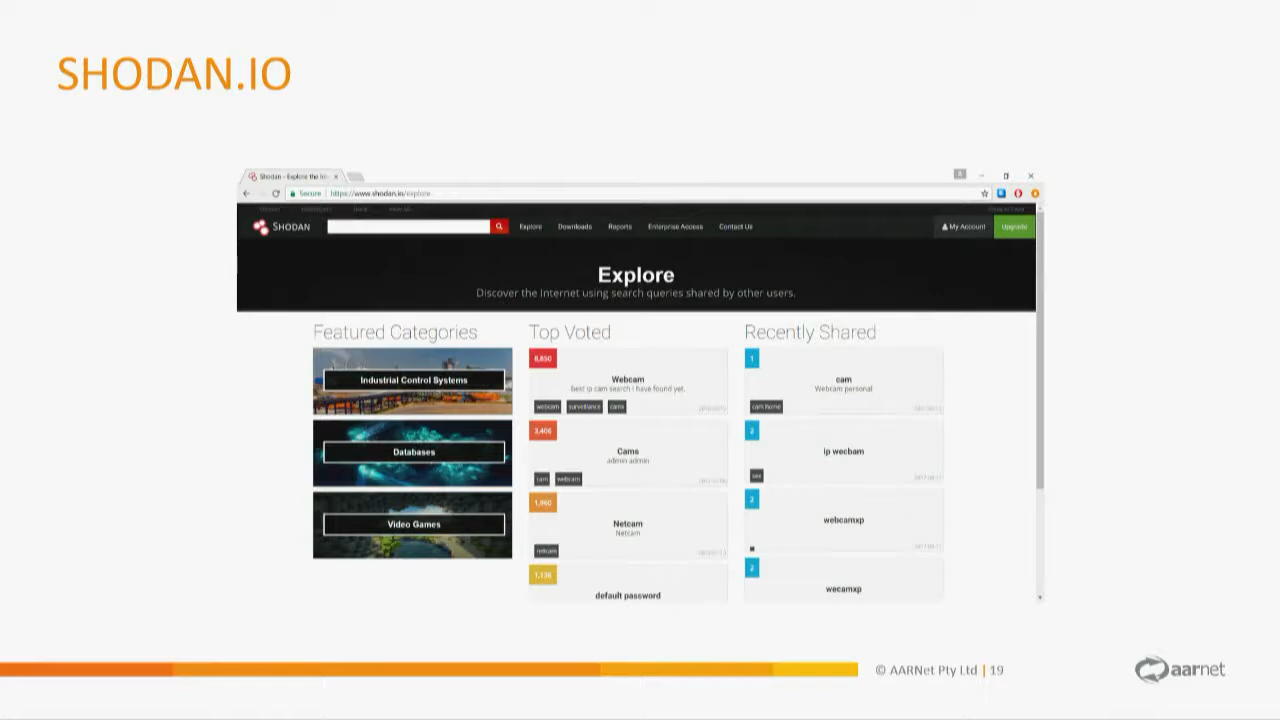 SHODAN.IO
Shodan - Explore the In
Secure https://www.shodan.io/explore
SHODAN
Explore
Downloads
Reports
Enterprise Access
Contact Us
My Account
Upgrade
Explore
Discover the Internet using search queries shared by other users.
Featured Categories
Industrial Control Systems
Databases
Video Games
Top Voted
8,850
Webcam
best ip cam search I have found yet.
webcam surveillance cams
3,406
Cams
admin admin
cam webcam
1,860
Netcam
Netcam
netcam
1,136
default password
Recently Shared
1
cam
Webcam personal
cam home
2
ip wecbam
2
webcamxp
2
wecamxp
© AARNet Pty Ltd | 19
aarnet